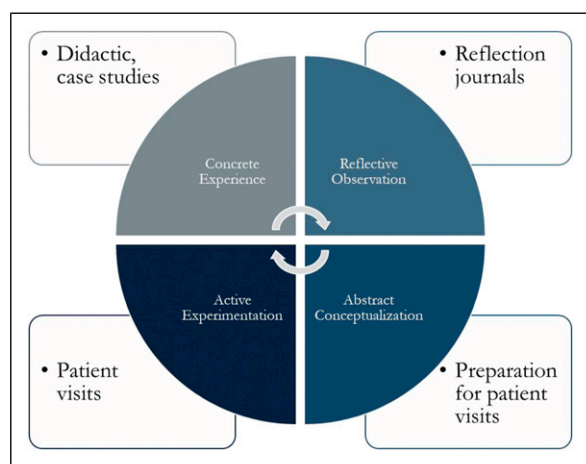 • Didactic,
case studies
• Reflection
journals
Concrete
Experience
Reflective
Observation
Active
Experimentation
Abstract
Conceptualization
• Patient
visits
• Preparation
for patient
visits